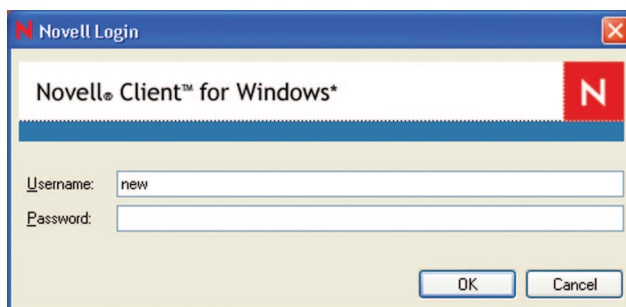 N Novell Login
Novell® Client™ for Windows*
N
Username: new
Password:
OK Cancel